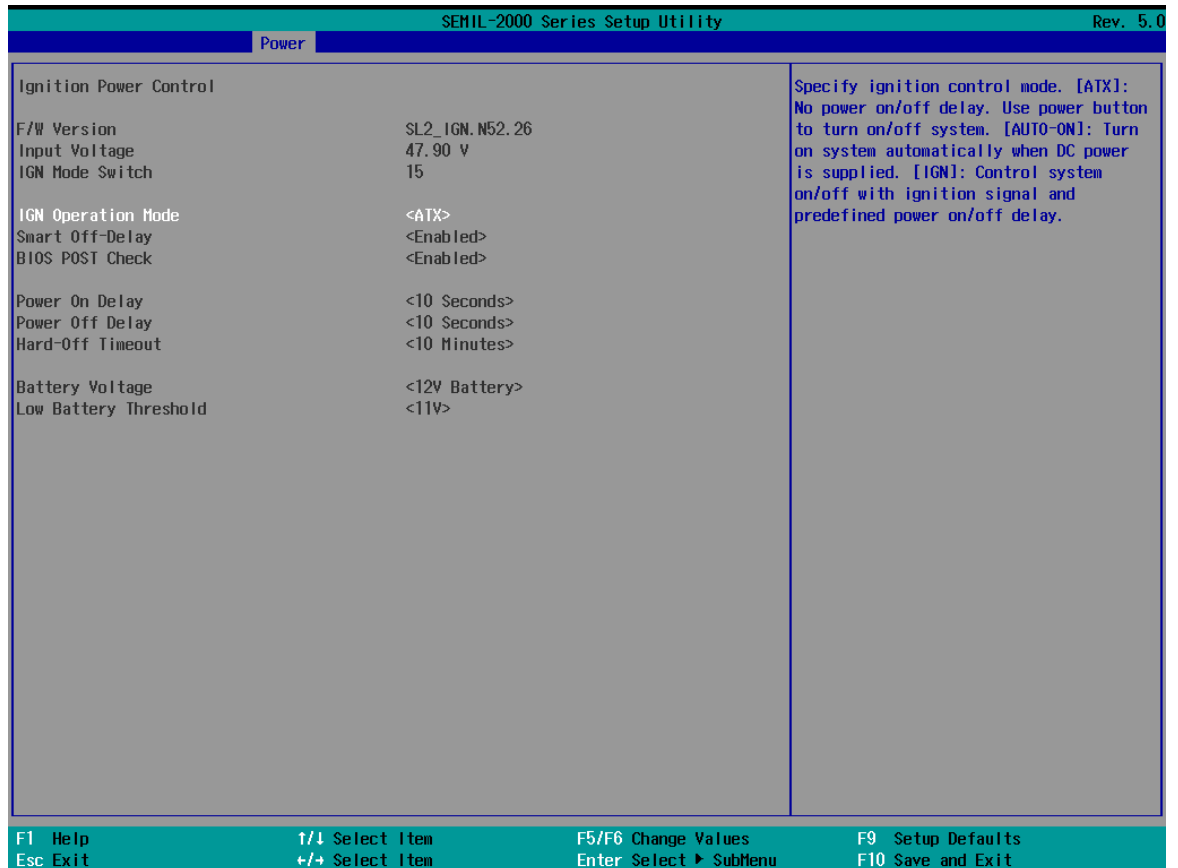 SEMIL-2000 Series Setup Utility Rev. 5.0
Power
Ignition Power Control
F/W Version SL2_IGN.N52.26
Input Voltage 47.90 V
IGN Mode Switch 15
IGN Operation Mode <ATX>
Smart Off-Delay <Enabled>
BIOS POST Check <Enabled>
Power On Delay <10 Seconds>
Power Off Delay <10 Seconds>
Hard-Off Timeout <10 Minutes>
Battery Voltage <12V Battery>
Low Battery Threshold <11V>
Specify ignition control mode. [ATX]:
No power on/off delay. Use power button
to turn on/off system. [AUTO-ON]: Turn
on system automatically when DC power
is supplied. [IGN]: Control system
on/off with ignition signal and
predefined power on/off delay.
F1 Help ↑/↓ Select Item F5/F6 Change Values F9 Setup Defaults
Esc Exit ←/→ Select Item Enter Select ▶ SubMenu F10 Save and Exit